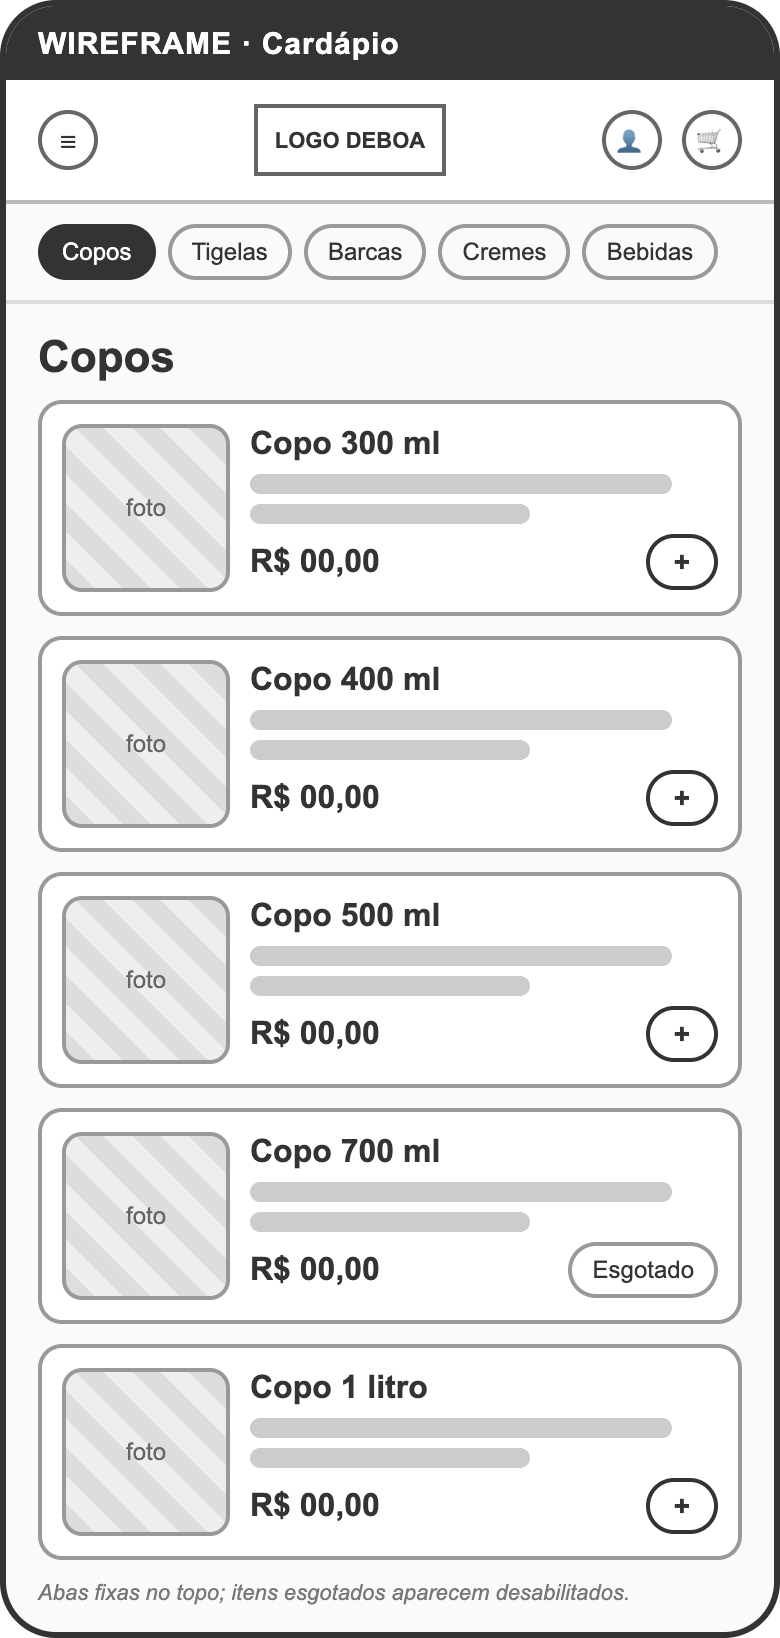 WIREFRAME · Cardápio
≡
LOGO DEBOA
Copos
Tigelas
Barcas
Cremes
Bebidas
Copos
foto
Copo 300 ml
R$ 00,00
+
foto
Copo 400 ml
R$ 00,00
+
foto
Copo 500 ml
R$ 00,00
+
foto
Copo 700 ml
R$ 00,00
Esgotado
foto
Copo 1 litro
R$ 00,00
+
Abas fixas no topo; itens esgotados aparecem desabilitados.